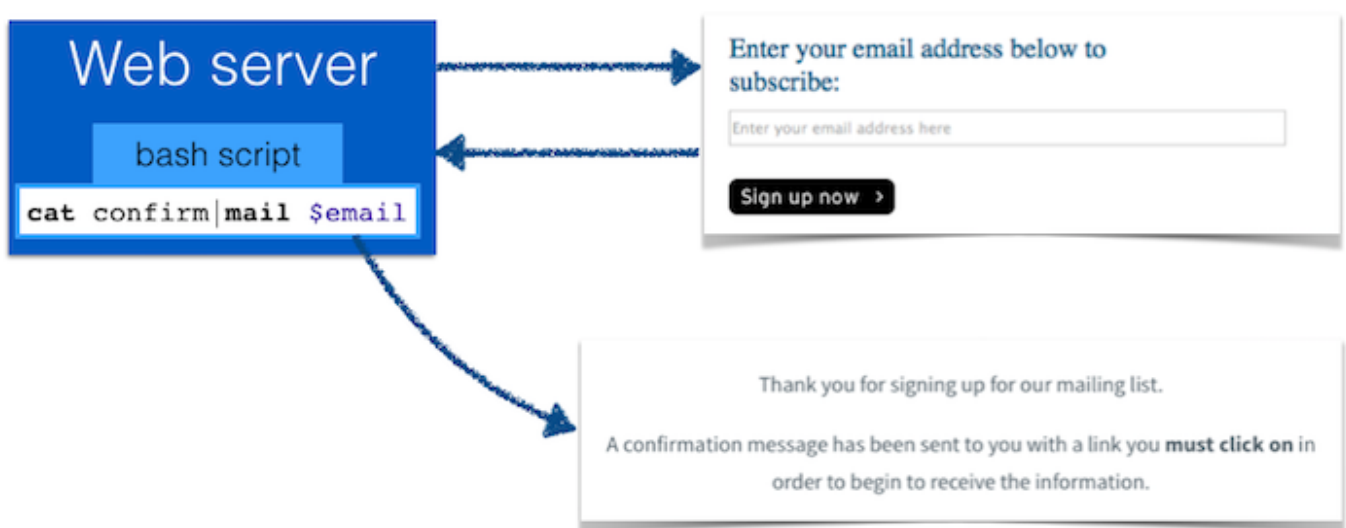 Web server
bash script
cat confirm|mail $email
Enter your email address below to
subscribe:
Enter your email address here
Sign up now >
Thank you for signing up for our mailing list.
A confirmation message has been sent to you with a link you must click on in
order to begin to receive the information.